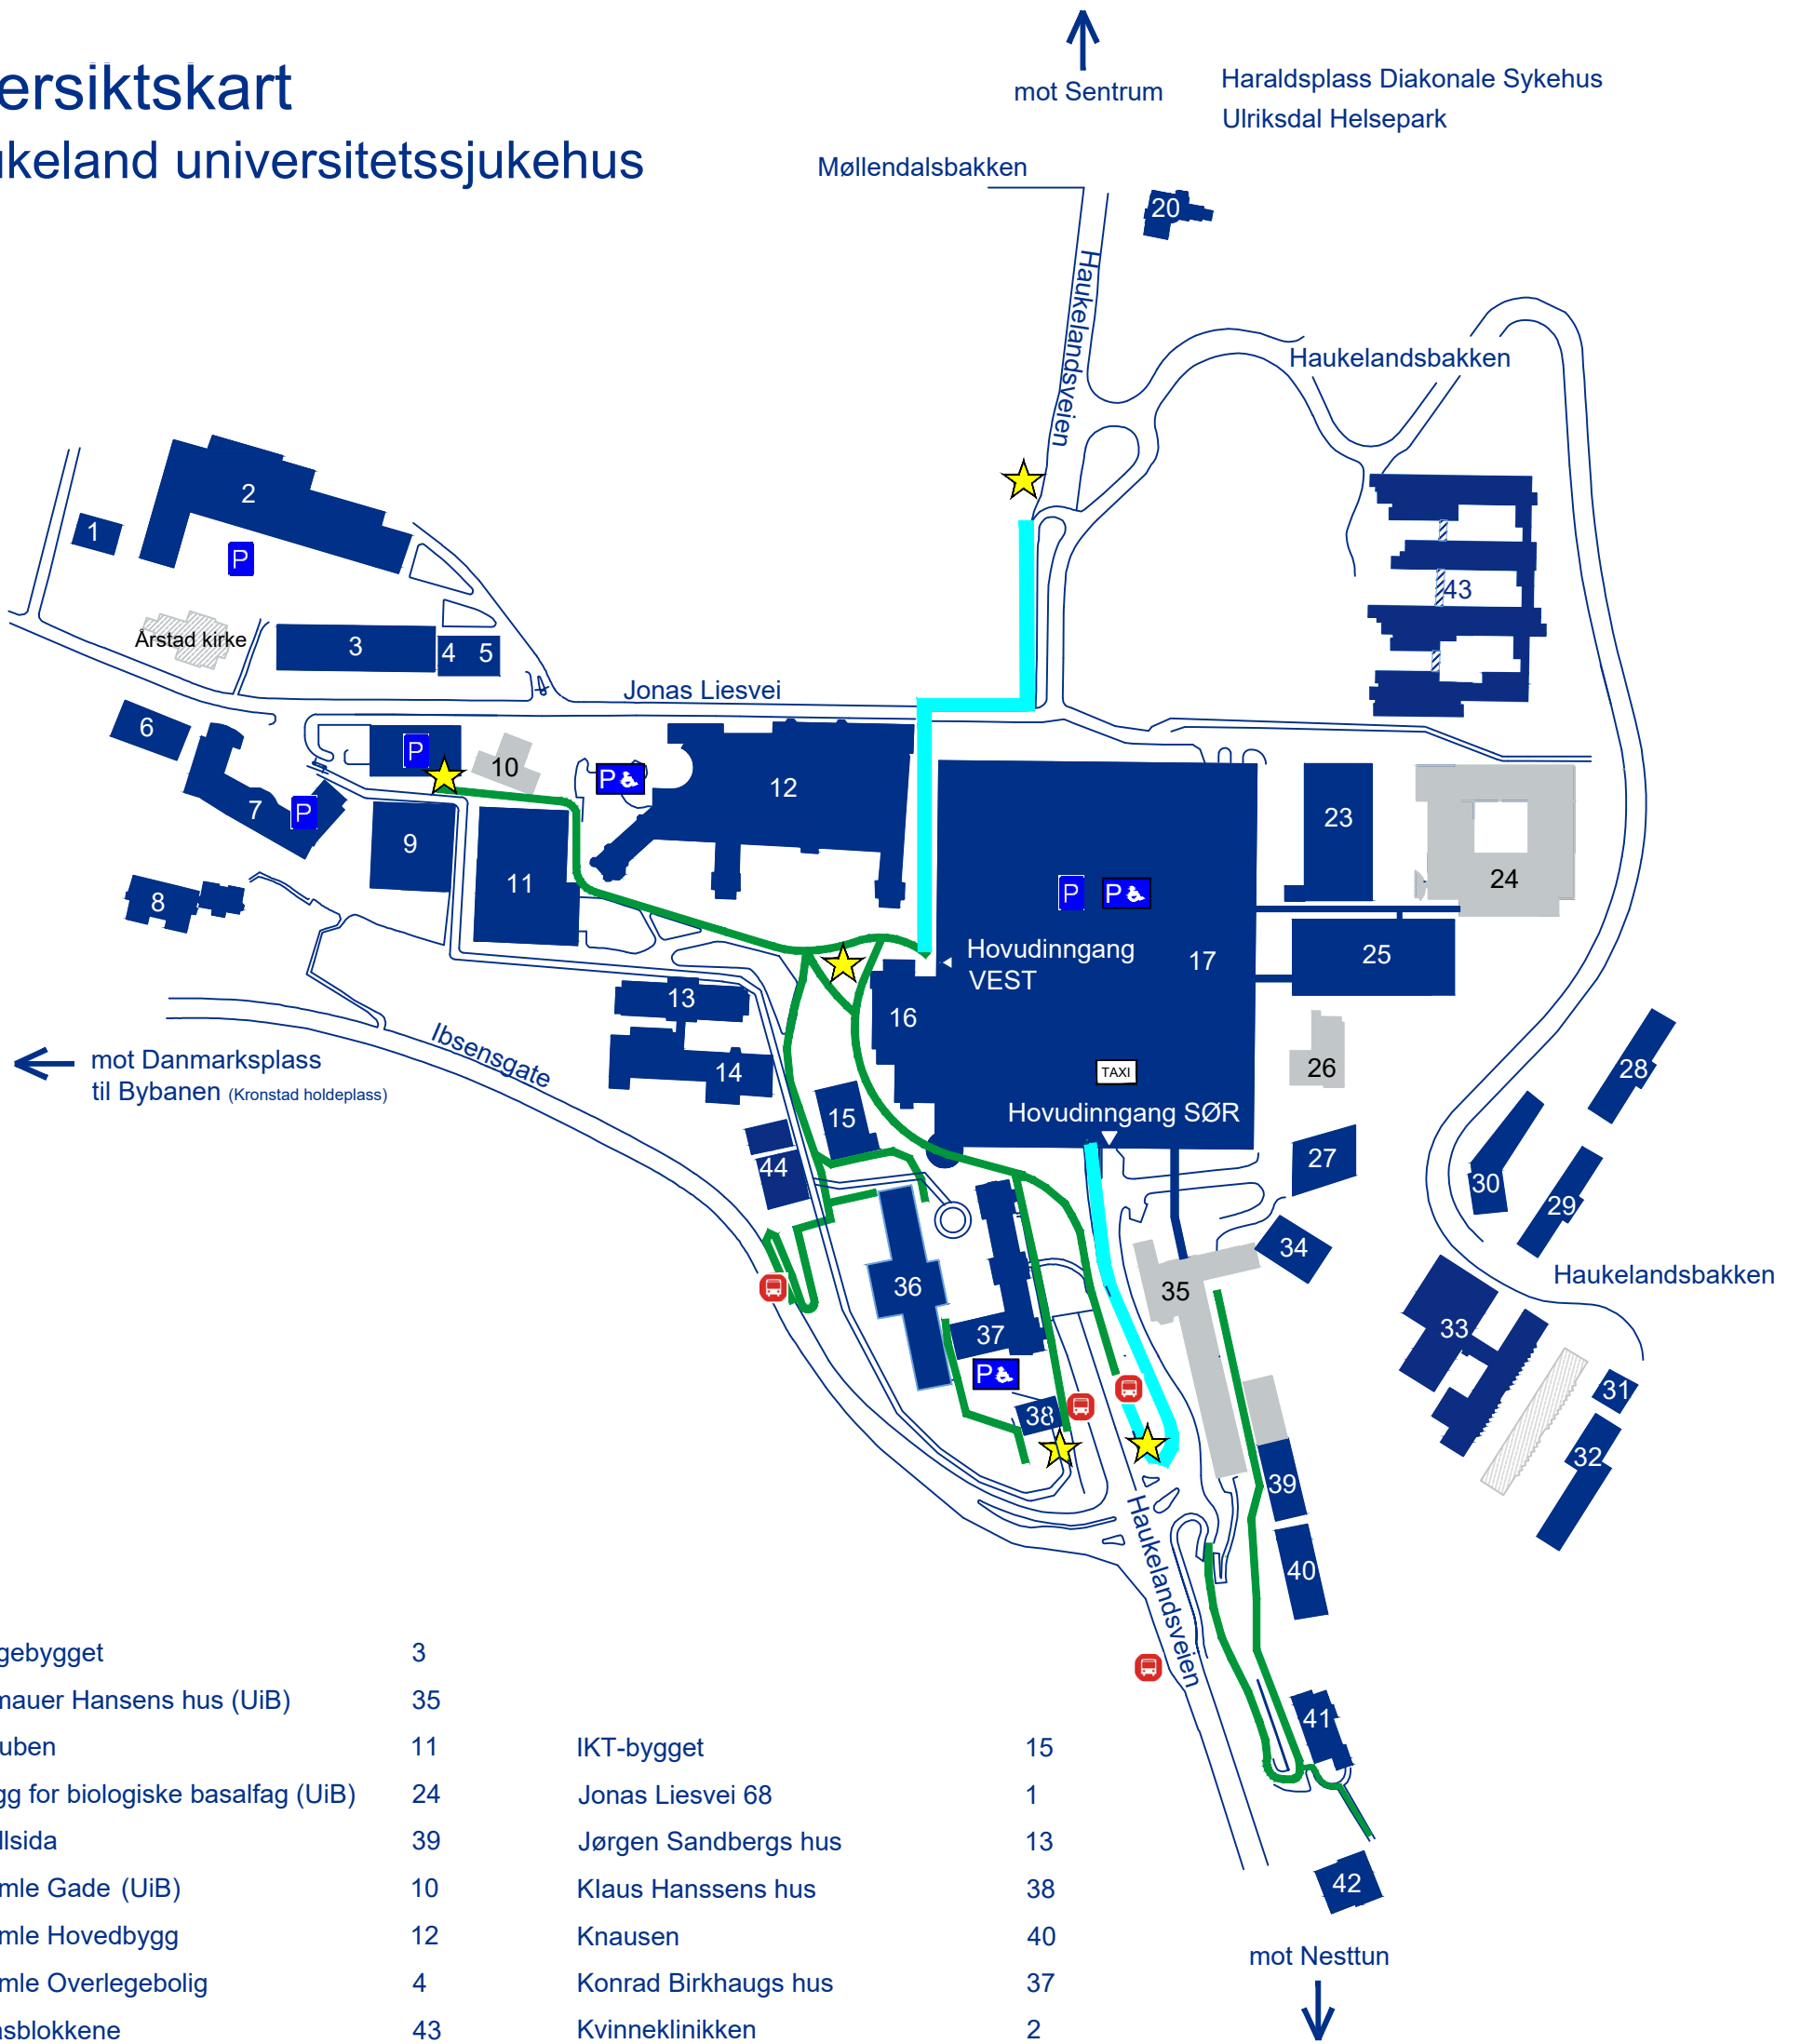 ersiktskart
ukeland universitetssjukehus
mot Sentrum
Haraldsplass Diakonale Sykehus
Ulriksdal Helsepark
Møllendalsbakken
20
Haukelandsveien
Haukelandsbakken
2
1
P
43
Årstad kirke
3
4
5
Jonas Liesvei
6
P
10
P
12
7
P
9
11
8
23
24
P
P
17
25
Hovudinngang
VEST
13
16
14
Ibsensgate
mot Danmarksplass
til Bybanen (Kronstad holdeplass)
TAXI
Hovudinngang SØR
26
28
15
44
27
30
29
34
Haukelandsbakken
36
35
37
P
33
31
38
32
39
Haukelandsveien
40
41
42
mot Nesttun
gebygget 3
nauer Hansens hus (UiB) 35
uben 11
gg for biologiske basalfag (UiB) 24
llsida 39
mle Gade (UiB) 10
mle Hovedbygg 12
mle Overlegebolig 4
asblokkene 43
IKT-bygget 15
Jonas Liesvei 68 1
Jørgen Sandbergs hus 13
Klaus Hanssens hus 38
Knausen 40
Konrad Birkhaugs hus 37
Kvinneklinikken 2